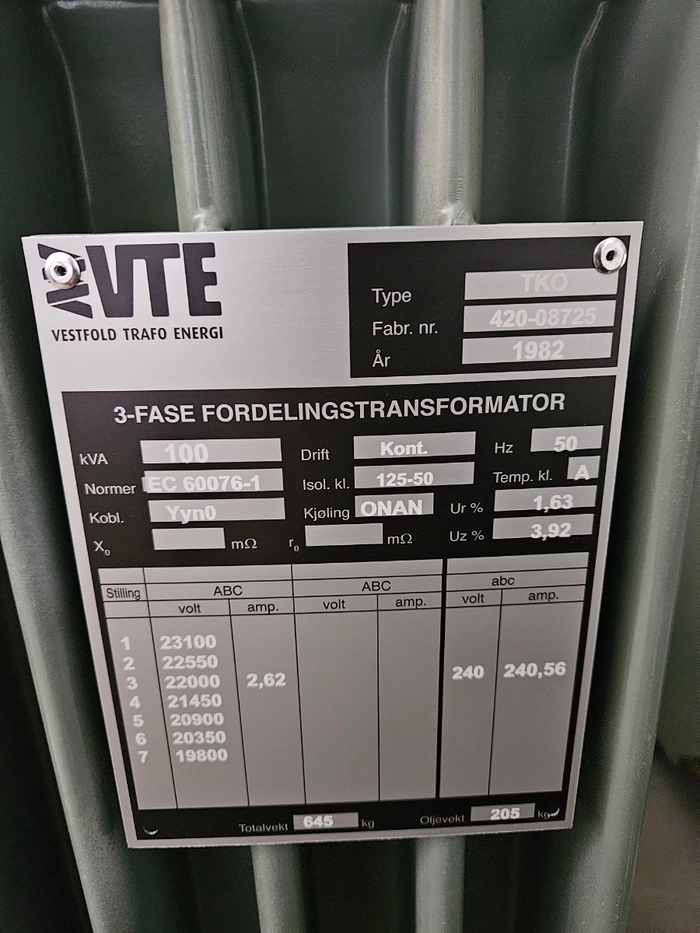 VTE
VESTFOLD TRAFO ENERGI
Type TKO
Fabr. nr. 420-08725
År 1982
3-FASE FORDELINGSTRANSFORMATOR
kVA 100 Drift Kont. Hz 50
Normer EC 60076-1 Isol. kl. 125-50 Temp. kl. A
Kobl. Yyn0 Kjøling ONAN Ur % 1,63
X0 mΩ r0 mΩ Uz % 3,92
Stilling ABC ABC abc
volt amp. volt amp. volt amp.
1 23100
2 22550
3 22000 2,62 240 240,56
4 21450
5 20900
6 20350
7 19800
Totalvekt 645 kg Oljevekt 205 kg